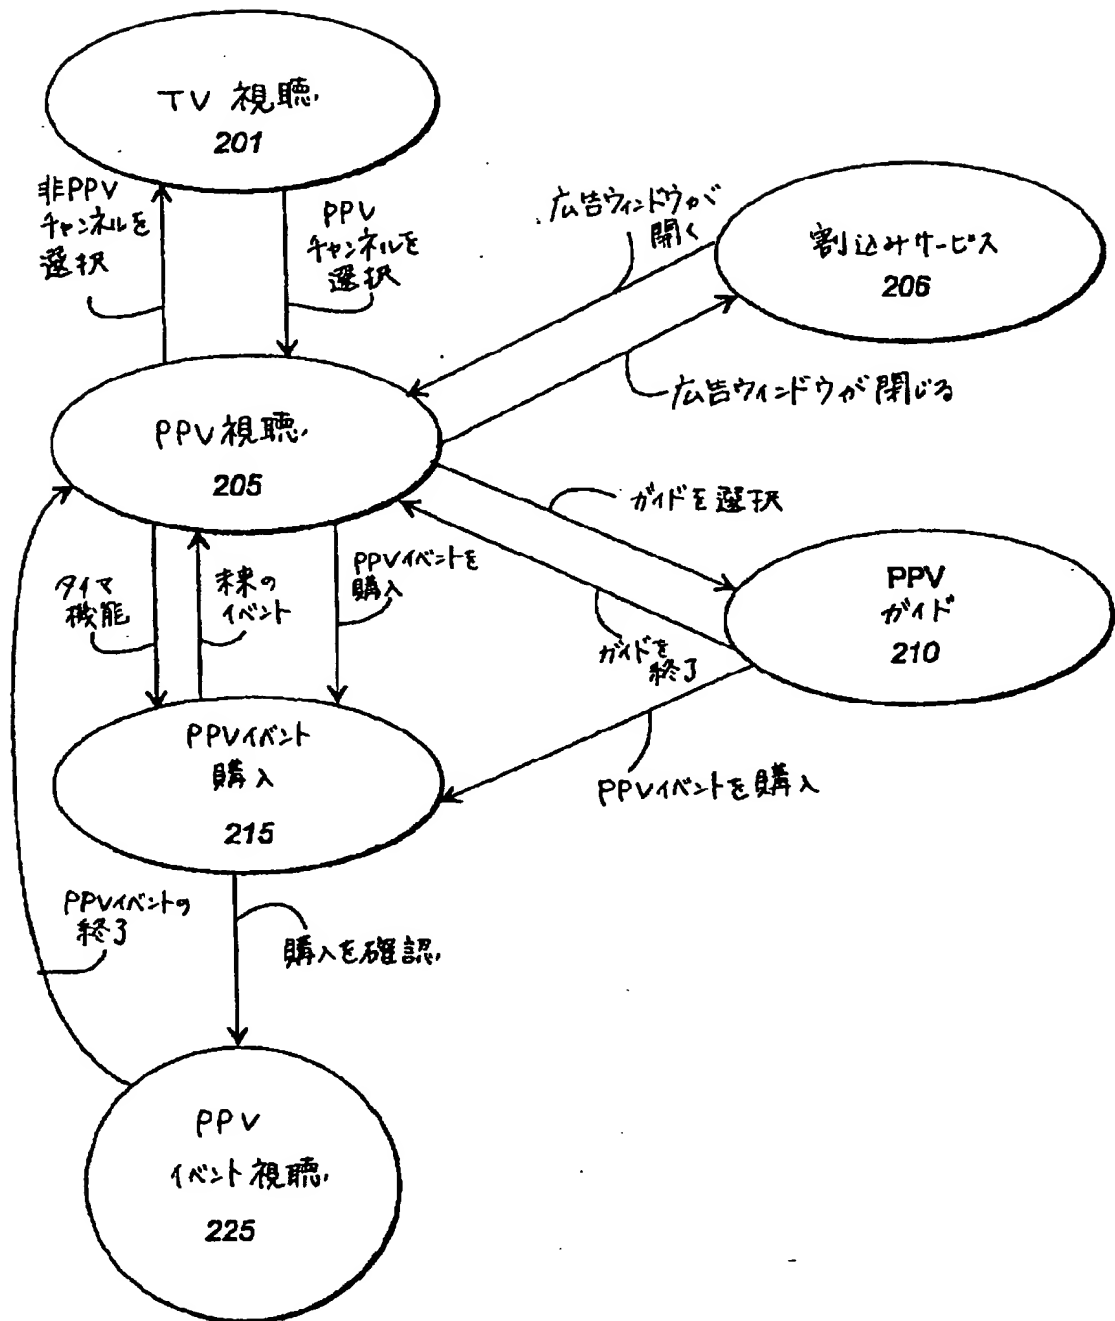 TV 視聴
201
非PPV
チャンネルを
選択
PPV
チャンネルを
選択
広告ウィンドウが
開く
割込みサービス
206
広告ウィンドウが閉じる
PPV視聴
205
ガイドを選択
タイマ
機能
未来の
イベント
PPVイベントを
購入
ガイドを
終了
PPV
ガイド
210
PPVイベント
購入
215
PPVイベントを購入
PPVイベントの
終了
購入を確認
PPV
イベント視聴
225